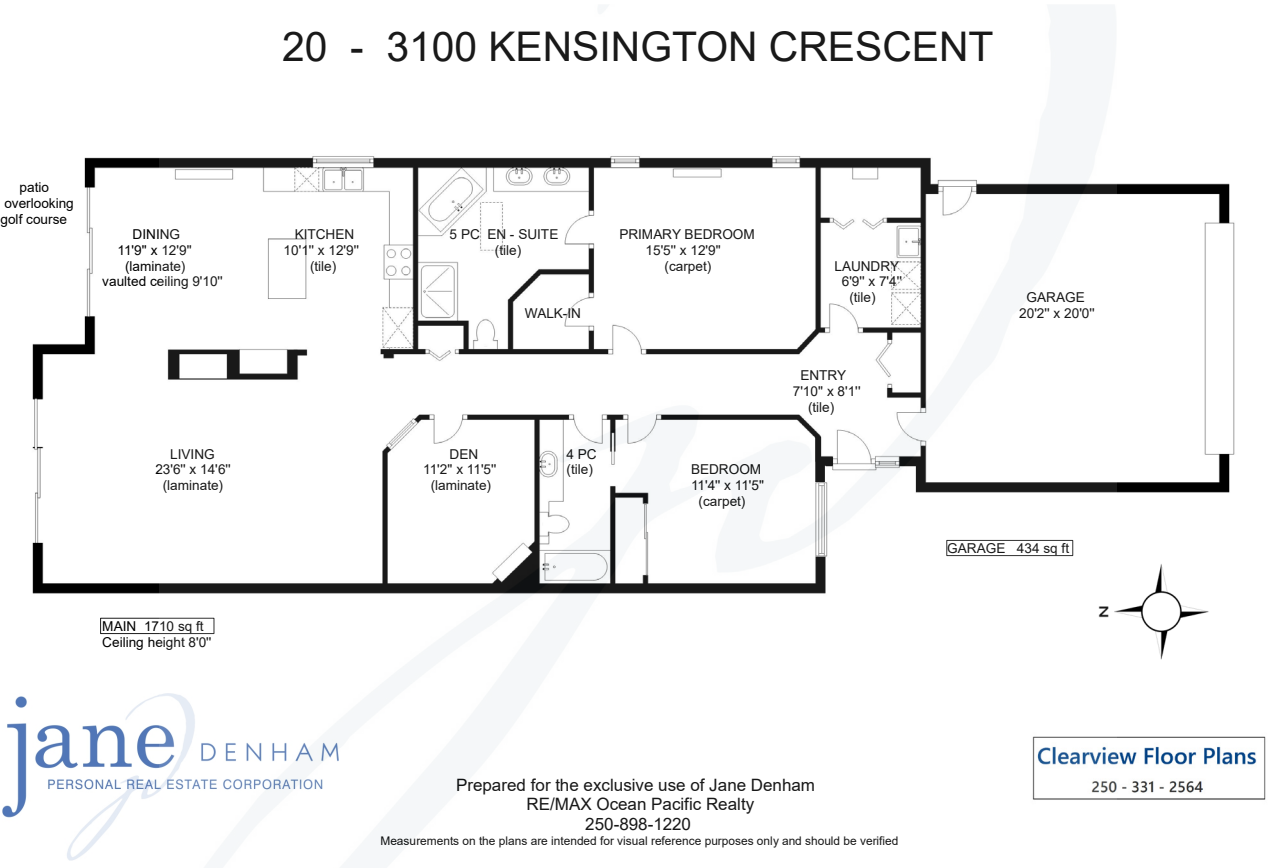 20 - 3100 KENSINGTON CRESCENT
patio
overlooking
golf course
DINING
11'9" x 12'9"
(laminate)
vaulted ceiling 9'10"
KITCHEN
10'1" x 12'9"
(tile)
5 PC EN - SUITE
(tile)
WALK-IN
PRIMARY BEDROOM
15'5" x 12'9"
(carpet)
LAUNDRY
6'9" x 7'4"
(tile)
GARAGE
20'2" x 20'0"
ENTRY
7'10" x 8'1"
(tile)
LIVING
23'6" x 14'6"
(laminate)
DEN
11'2" x 11'5"
(laminate)
4 PC
(tile)
BEDROOM
11'4" x 11'5"
(carpet)
GARAGE 434 sq ft
MAIN 1710 sq ft
Ceiling height 8'0"
N
jane DENHAM
PERSONAL REAL ESTATE CORPORATION
Prepared for the exclusive use of Jane Denham
RE/MAX Ocean Pacific Realty
250-898-1220
Measurements on the plans are intended for visual reference purposes only and should be verified
Clearview Floor Plans
250 - 331 - 2564